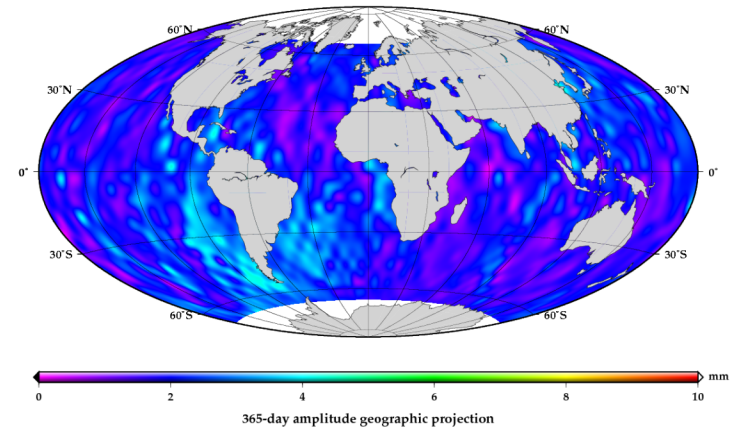 60˚N 60˚N
30˚N 30˚N
0˚ 0˚
30˚S 30˚S
60˚S 60˚S
mm
0 2 4 6 8 10
365-day amplitude geographic projection